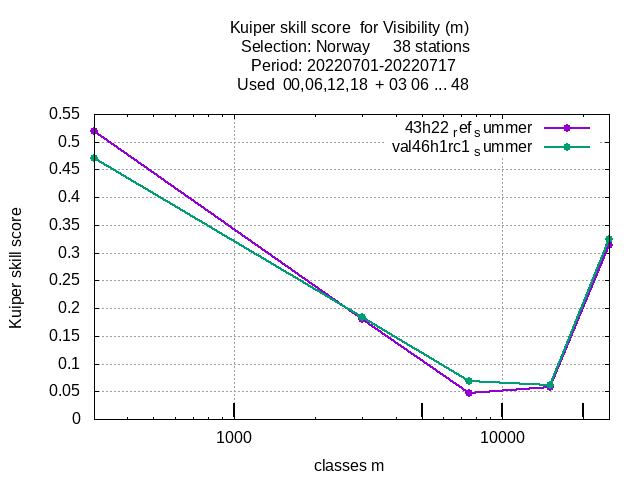 Kuiper skill score  for Visibility (m)
Selection: Norway     38 stations
Period: 20220701-20220717
Used  00,06,12,18  + 03 06 ... 48
43h22 refsummer
val46h1rc1 summer
0.55
0.5
0.45
0.4
0.35
0.3
0.25
0.2
0.15
0.1
0.05
0
Kuiper skill score
1000
10000
classes m